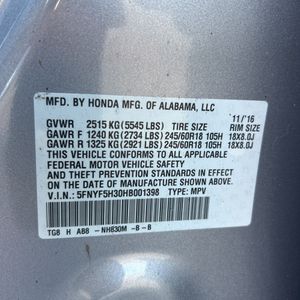 MFD. BY HONDA MFG. OF ALABAMA, LLC 11/16
GVWR 2515 KG(5545 LBS) TIRE SIZE RIM SIZE
GAWR F 1240 KG(2734 LBS) 245/60R18 105H 18X8.0J
GAWR R 1325 KG(2921 LBS) 245/60R18 105H 18X8.0J
THIS VEHICLE CONFORMS TO ALL APPLICABLE
FEDERAL MOTOR VEHICLE SAFETY
AND THEFT PREVENTION STANDARDS IN EFFECT
ON THE DATE OF MANUFACTURE SHOWN ABOVE.
V.I.N.: 5FNYF5H30HB001398 TYPE: MPV
TG8 H A88 -NH830M -B -B